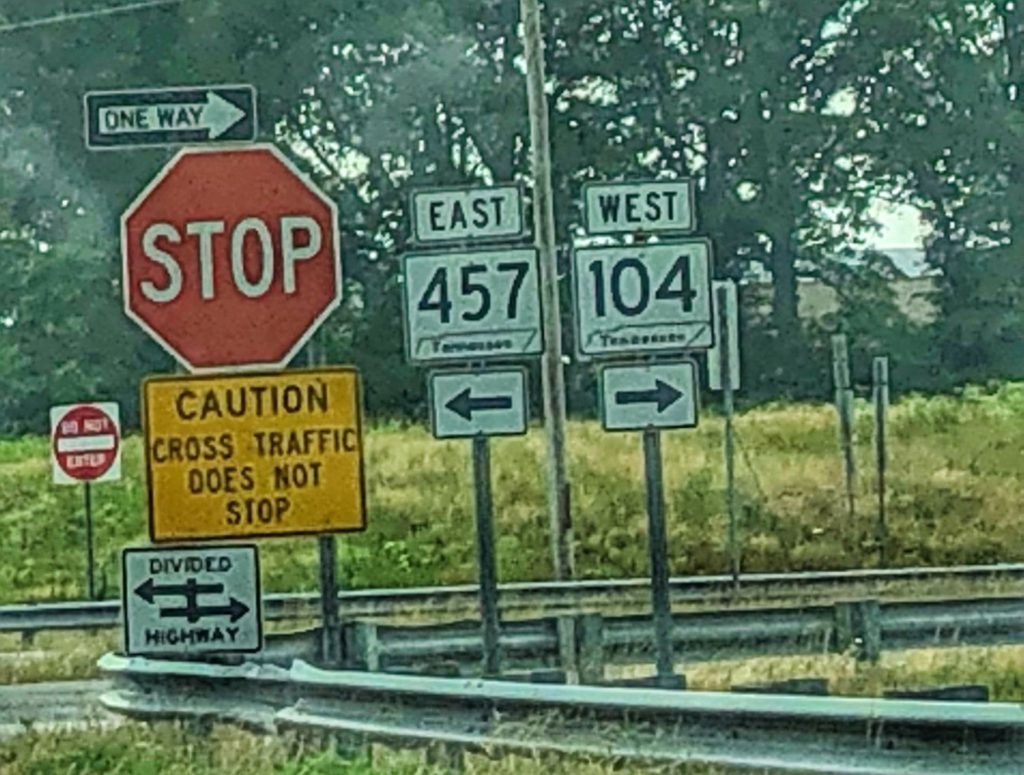 ONE WAY
STOP
CAUTION
CROSS TRAFFIC
DOES NOT
STOP
DIVIDED
HIGHWAY
DO NOT
ENTER
EAST
457
Tennessee
WEST
104
Tennessee